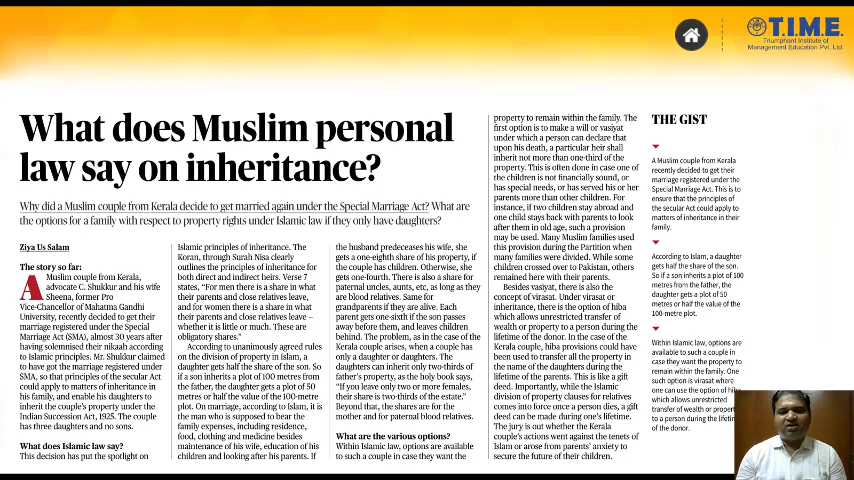 T.I.M.E.
Triumphant Institute of
Management Education Pvt. Ltd.
What does Muslim personal
law say on inheritance?
Why did a Muslim couple from Kerala decide to get married again under the Special Marriage Act? What are
the options for a family with respect to property rights under Islamic law if they only have daughters?
Ziya Us Salam
The story so far:
A Muslim couple from Kerala,
advocate C. Shukkur and his wife
Sheena, former Pro
Vice-Chancellor of Mahatma Gandhi
University, recently decided to get their
marriage registered under the Special
Marriage Act (SMA), almost 30 years after
having solemnised their nikaah according
to Islamic principles. Mr. Shukkur claimed
to have got the marriage registered under
SMA, so that principles of the secular Act
could apply to matters of inheritance in
his family, and enable his daughters to
inherit the couple's property under the
Indian Succession Act, 1925. The couple
has three daughters and no sons.
What does Islamic law say?
This decision has put the spotlight on
Islamic principles of inheritance. The
Koran, through Surah Nisa clearly
outlines the principles of inheritance for
both direct and indirect heirs. Verse 7
states, "For men there is a share in what
their parents and close relatives leave,
and for women there is a share in what
their parents and close relatives leave –
whether it is little or much. These are
obligatory shares."
According to unanimously agreed rules
on the division of property in Islam, a
daughter gets half the share of the son. So
if a son inherits a plot of 100 metres from
the father, the daughter gets a plot of 50
metres or half the value of the 100-metre
plot. On marriage, according to Islam, it is
the man who is supposed to bear the
family expenses, including residence,
food, clothing and medicine besides
maintenance of his wife, education of his
children and looking after his parents. If
the husband predeceases his wife, she
gets a one-eighth share of his property, if
the couple has children. Otherwise, she
gets one-fourth. There is also a share for
paternal uncles, aunts, etc, as long as they
are blood relatives. Same for
grandparents if they are alive. Each
parent gets one-sixth if the son passes
away before them, and leaves children
behind. The problem, as in the case of the
Kerala couple arises, when a couple has
only a daughter or daughters. The
daughters can inherit only two-thirds of
father's property, as the holy book says,
"If you leave only two or more females,
their share is two-thirds of the estate."
Beyond that, the shares are for the
mother and for paternal blood relatives.
What are the various options?
Within Islamic law, options are available
to such a couple in case they want the
property to remain within the family. The
first option is to make a will or vasiyat
under which a person can declare that
upon his death, a particular heir shall
inherit not more than one-third of the
property. This is often done in case one of
the children is not financially sound, or
has special needs, or has served his or her
parents more than other children. For
instance, if two children stay abroad and
one child stays back with parents to look
after them in old age, such a provision
may be used. Many Muslim families used
this provision during the Partition when
many families were divided. While some
children crossed over to Pakistan, others
remained here with their parents.
Besides vasiyat, there is also the
concept of virasat. Under virasat or
inheritance, there is the option of hiba
which allows unrestricted transfer of
wealth or property to a person during the
lifetime of the donor. In the case of the
Kerala couple, hiba provisions could have
been used to transfer all the property in
the name of the daughters during the
lifetime of the parents. This is like a gift
deed. Importantly, while the Islamic
division of property clauses for relatives
comes into force once a person dies, a gift
deed can be made during one's lifetime.
The jury is out whether the Kerala
couple's actions went against the tenets of
Islam or arose from parents' anxiety to
secure the future of their children.
THE GIST
A Muslim couple from Kerala
recently decided to get their
marriage registered under the
Special Marriage Act. This is to
ensure that the principles of
the secular Act could apply to
matters of inheritance in their
family.
According to Islam, a daughter
gets half the share of the son.
So if a son inherits a plot of 100
metres from the father, the
daughter gets a plot of 50
metres or half the value of the
100-metre plot.
Within Islamic law, options are
available to such a couple in
case they want the property to
remain within the family. One
such option is virasat where
one can use the option of
which allows unrestricted
transfer of wealth or
to a person during the
of the donor.